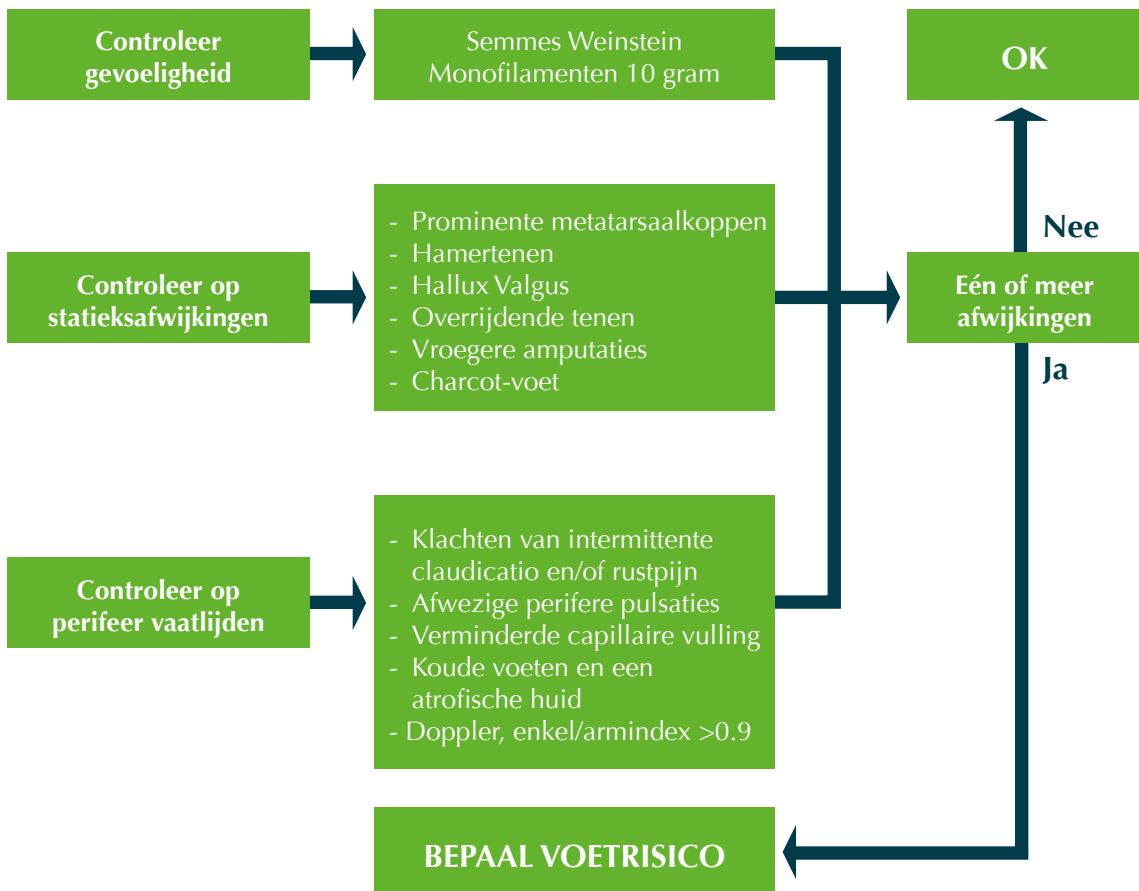 Controleer
gevoeligheid
Semmes Weinstein
Monofilamenten 10 gram
OK
Controleer op
statieksafwijkingen
- Prominente metatarsaalkoppen
- Hamertenen
- Hallux Valgus
- Overrijdende tenen
- Vroegere amputaties
- Charcot-voet
Nee
Eén of meer
afwijkingen
Ja
Controleer op
perifeer vaatlijden
- Klachten van intermittente
claudicatio en/of rustpijn
- Afwezige perifere pulsaties
- Verminderde capillaire vulling
- Koude voeten en een
atrofische huid
- Doppler, enkel/armindex >0.9
BEPAAL VOETRISICO